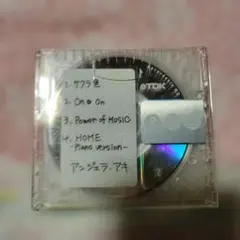 1. サクラ色
TDK
2. On & On
3. Power of MUSIC
4. HOME
-Piano version-
アンジェラ・アキ